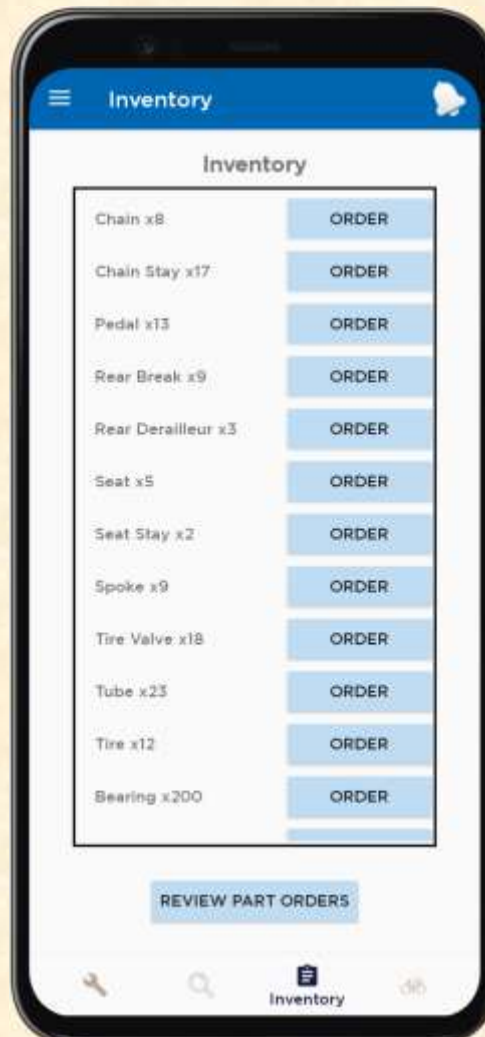 Inventory
Inventory
Chain x8 ORDER
Chain Stay x17 ORDER
Pedal x13 ORDER
Rear Break x9 ORDER
Rear Derailleur x3 ORDER
Seat x5 ORDER
Seat Stay x2 ORDER
Spoke x9 ORDER
Tire Valve x18 ORDER
Tube x23 ORDER
Tire x12 ORDER
Bearing x200 ORDER
REVIEW PART ORDERS
Inventory